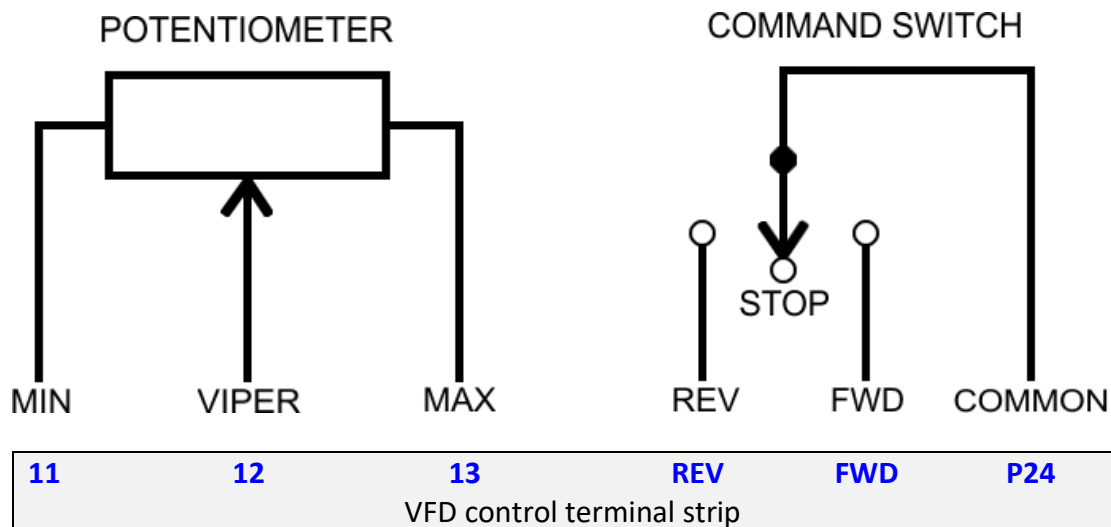 POTENTIOMETER
COMMAND SWITCH
STOP
MIN VIPER MAX REV FWD COMMON
11 12 13 REV FWD P24
VFD control terminal strip